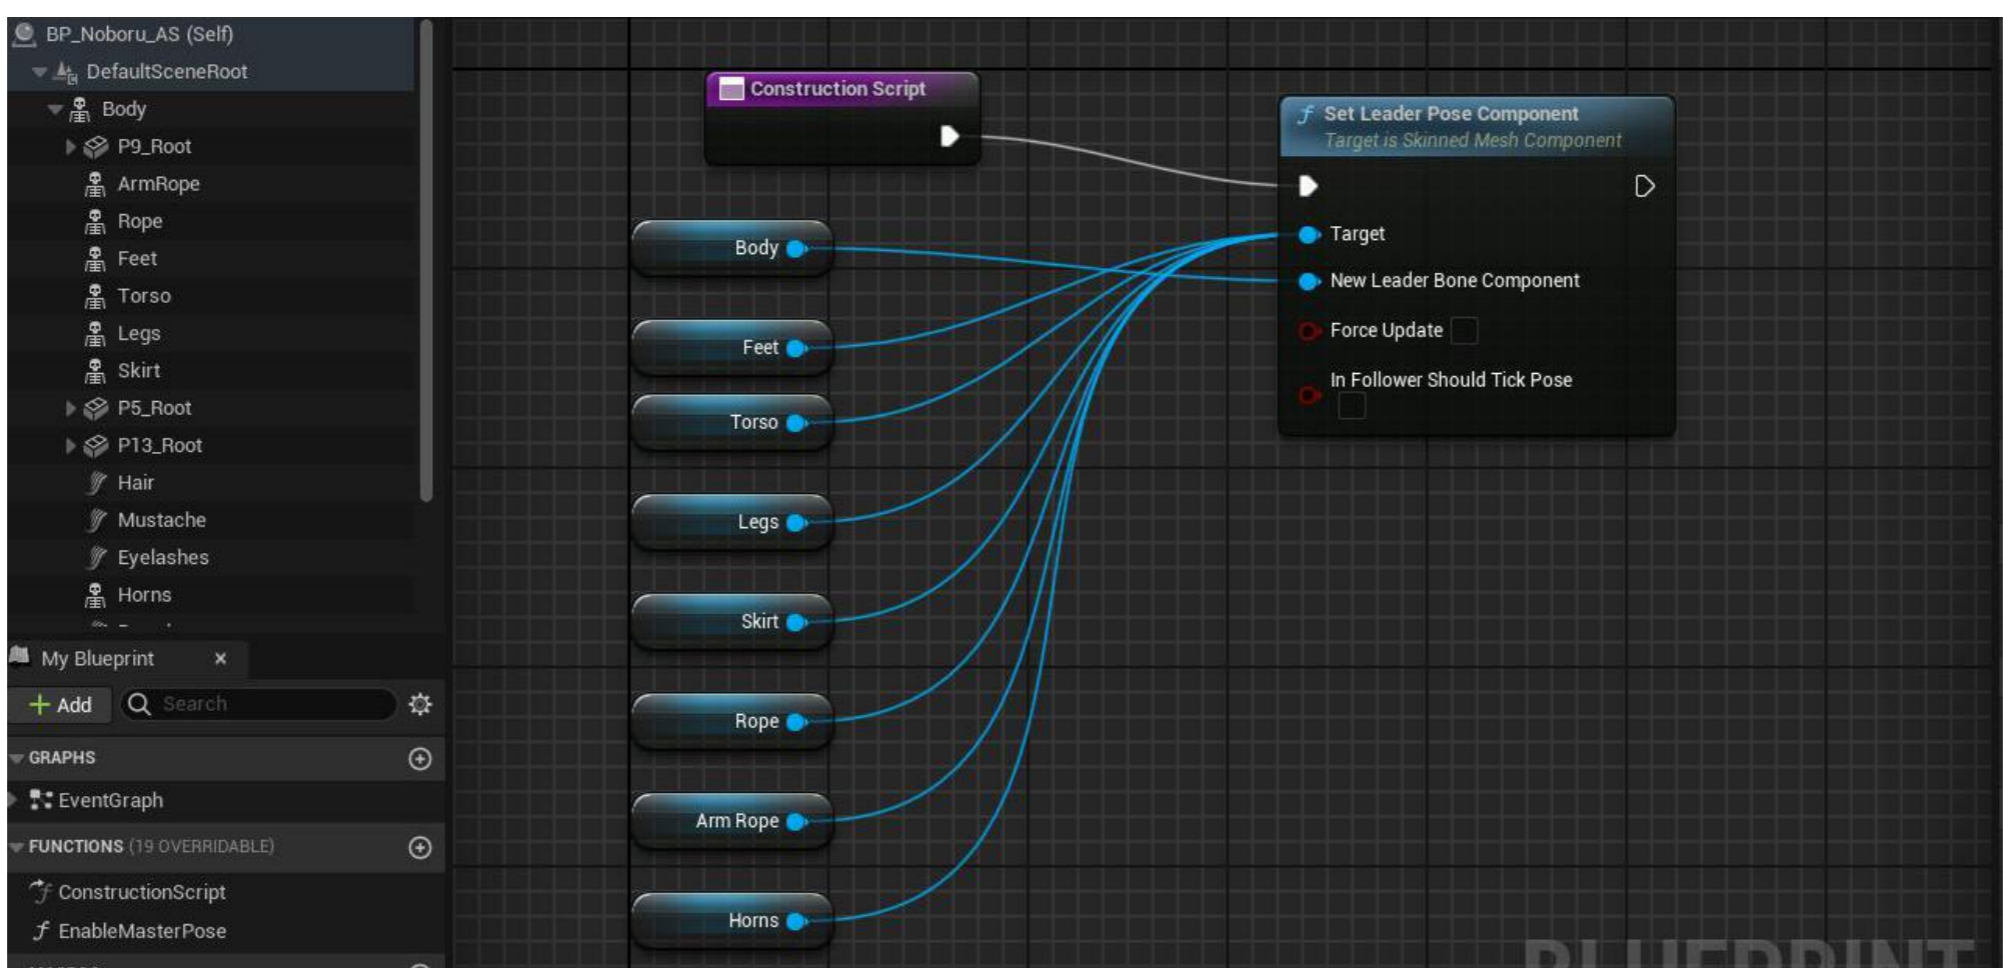 BP_Noboru_AS (Self)
DefaultSceneRoot
Body
P9_Root
ArmRope
Rope
Feet
Torso
Legs
Skirt
P5_Root
P13_Root
Hair
Mustache
Eyelashes
Horns
My Blueprint
Add
Search
GRAPHS
EventGraph
FUNCTIONS (19 OVERRIDABLE)
ConstructionScript
EnableMasterPose
Construction Script
Body
Feet
Torso
Legs
Skirt
Rope
Arm Rope
Horns
Set Leader Pose Component
Target is Skinned Mesh Component
Target
New Leader Bone Component
Force Update
In Follower Should Tick Pose
BLUEPRINT